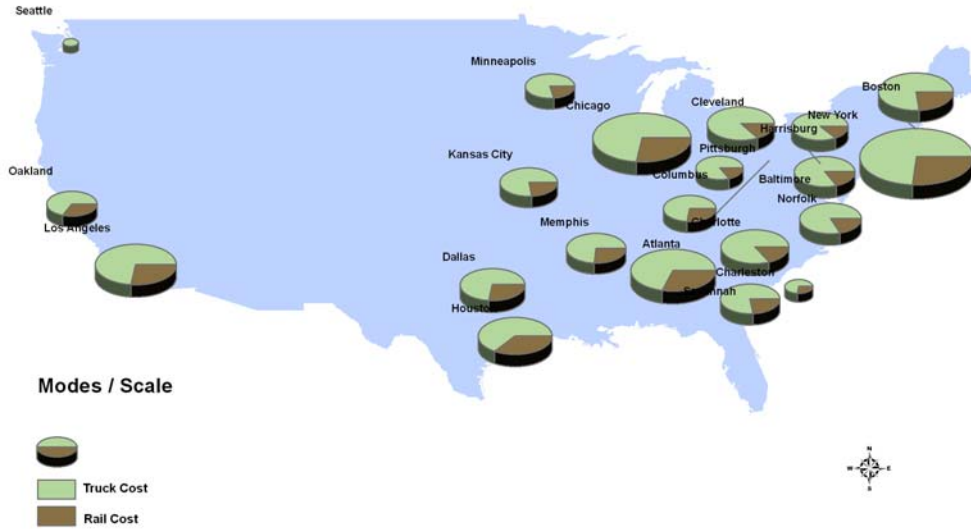 Seattle
Minneapolis
Boston
Chicago
Cleveland
New York
Harrisburg
Pittsburgh
Kansas City
Oakland
Columbus
Baltimore
Norfolk
Los Angeles
Memphis
Charlotte
Atlanta
Dallas
Charleston
Savannah
Houston
Modes / Scale
Truck Cost
Rail Cost
N
W E
S